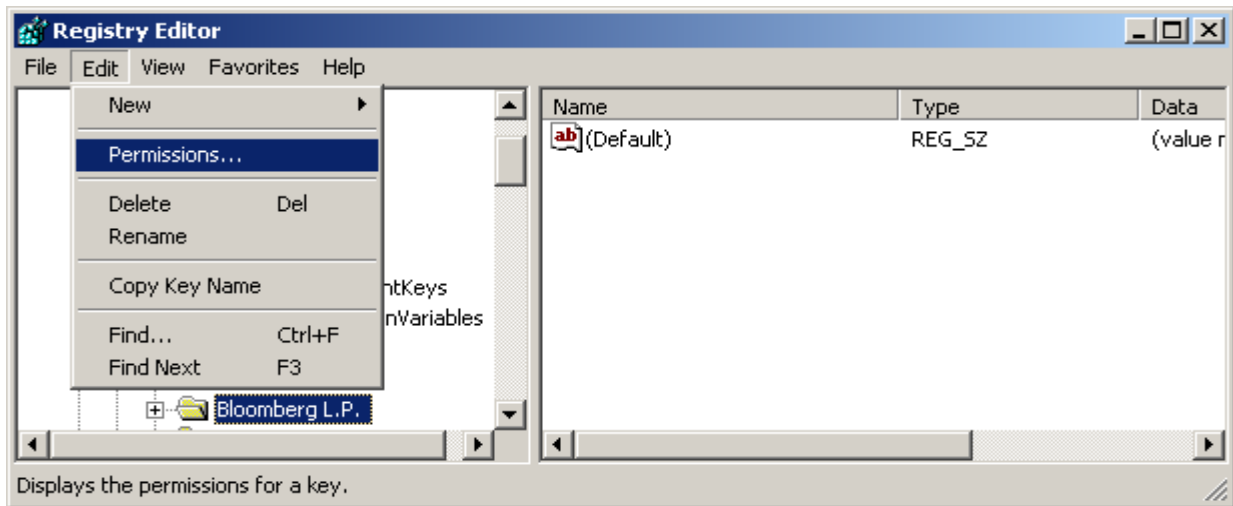 Registry Editor
File Edit View Favorites Help
New
Permissions...
Delete Del
Rename
Copy Key Name
Find... Ctrl+F
Find Next F3
ntKeys
nVariables
Bloomberg L.P.
Name Type Data
ab (Default) REG_SZ (value r
Displays the permissions for a key.